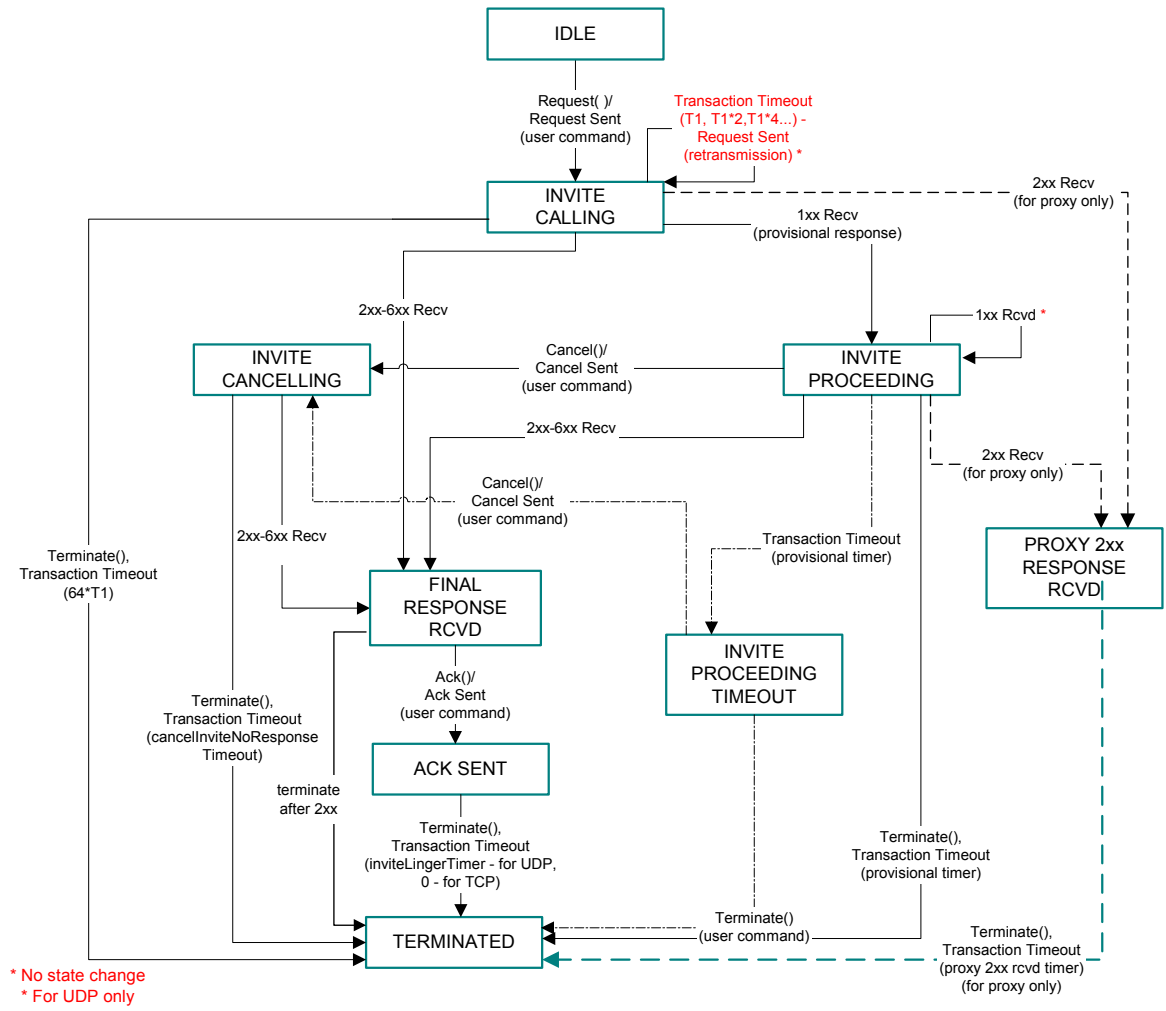 IDLE
Request( )/
Request Sent
(user command)
Transaction Timeout
(T1, T1*2,T1*4...) -
Request Sent
(retransmission) *
INVITE
CALLING
2xx Recv
(for proxy only)
1xx Recv
(provisional response)
2xx-6xx Recv
1xx Rcvd *
INVITE
CANCELLING
Cancel()/
Cancel Sent
(user command)
INVITE
PROCEEDING
2xx-6xx Recv
2xx Recv
(for proxy only)
Cancel()/
Cancel Sent
(user command)
2xx-6xx Recv
Transaction Timeout
(provisional timer)
Terminate(),
Transaction Timeout
(64*T1)
PROXY 2xx
RESPONSE
RCVD
FINAL
RESPONSE
RCVD
INVITE
PROCEEDING
TIMEOUT
Ack()/
Ack Sent
(user command)
Terminate(),
Transaction Timeout
(cancelInviteNoResponse
Timeout)
ACK SENT
terminate
after 2xx
Terminate(),
Transaction Timeout
(inviteLingerTimer - for UDP,
0 - for TCP)
Terminate(),
Transaction Timeout
(provisional timer)
Terminate()
(user command)
TERMINATED
Terminate(),
Transaction Timeout
(proxy 2xx rcvd timer)
(for proxy only)
* No state change
* For UDP only